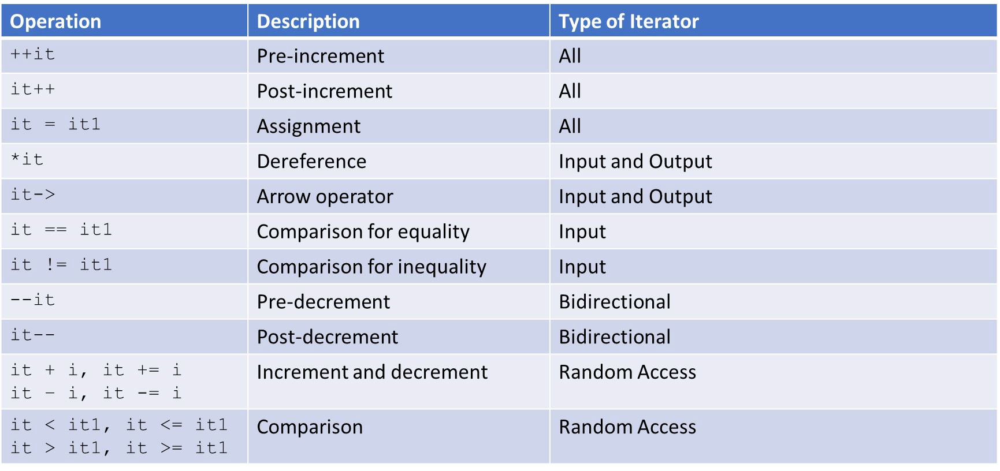 Operation Description Type of Iterator
++it Pre-increment All
it++ Post-increment All
it = it1 Assignment All
*it Dereference Input and Output
it-> Arrow operator Input and Output
it == it1 Comparison for equality Input
it != it1 Comparison for inequality Input
--it Pre-decrement Bidirectional
it-- Post-decrement Bidirectional
it + i, it += i Increment and decrement Random Access
it – i, it -= i
it < it1, it <= it1 Comparison Random Access
it > it1, it >= it1